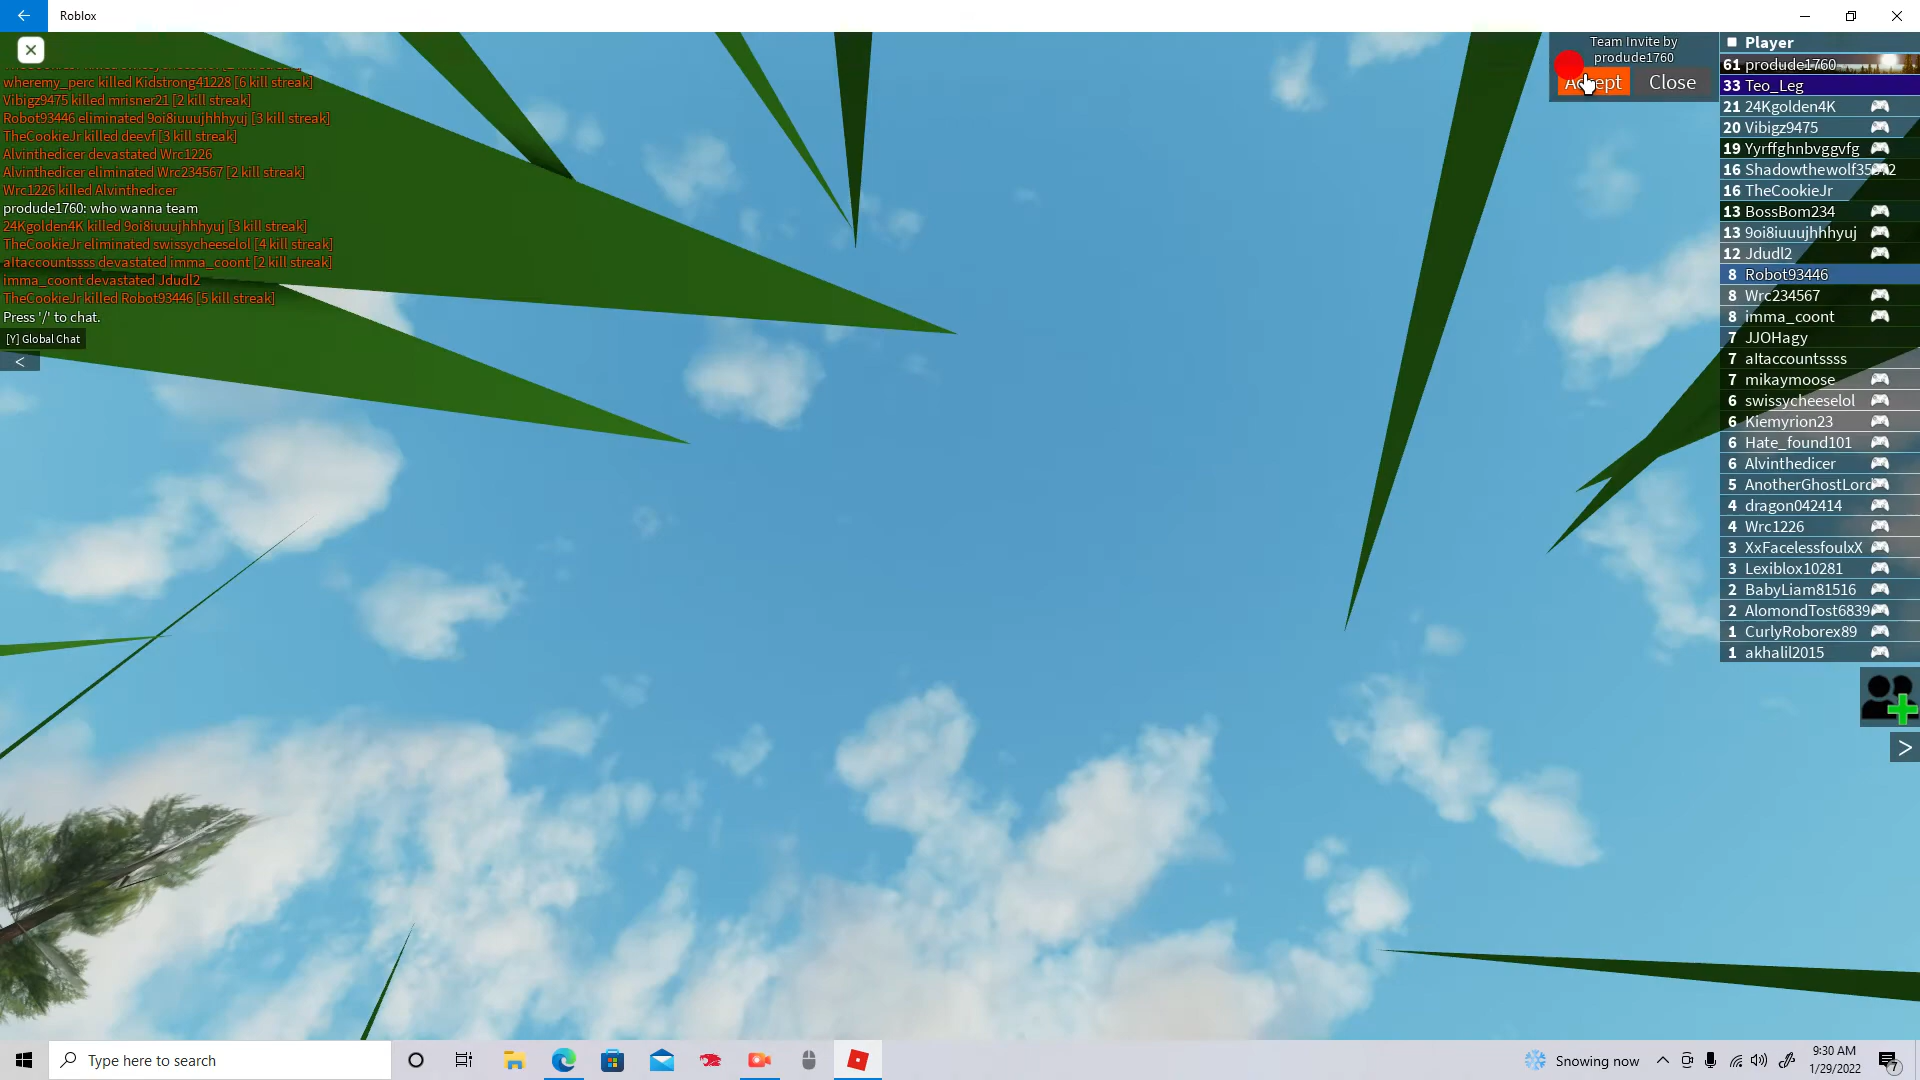 Roblox
wheremy_perc killed Kidstrong41228 [6 kill streak]
Vibigz9475 killed mrisner21 [2 kill streak]
Robot93446 eliminated 9oi8iuuujhhhyuj [3 kill streak]
TheCookieJr killed deevf [3 kill streak]
Alvinthedicer devastated Wrc1226
Alvinthedicer eliminated Wrc234567 [2 kill streak]
Wrc1226 killed Alvinthedicer
produde1760: who wanna team
24Kgolden4K killed 9oi8iuuujhhhyuj [3 kill streak]
TheCookieJr eliminated swissycheeselol [4 kill streak]
altaccountssss devastated imma_coont [2 kill streak]
imma_coont devastated Jdudl2
TheCookieJr killed Robot93446 [5 kill streak]
Press '/' to chat.
[Y] Global Chat
<
Team Invite by
produde1760
Accept Close
Player
61 produde1760
33 Teo_Leg
21 24Kgolden4K
20 Vibigz9475
19 Yyrffghnbvggvfg
16
16 TheCookieJr
13 BossBom234
13 9oi8iuuujhhhyuj
12 Jdudl2
8 Robot93446
8 Wrc234567
8 imma_coont
7 JJOHagy
7 altaccountssss
7 mikaymoose
6 swissycheeselol
6 Kiemyrion23
6 Hate_found101
6 Alvinthedicer
5 AnotherGhostLord
4 dragon042414
4 Wrc1226
3 XxFacelessfoulxX
3 Lexiblox10281
2 BabyLiam81516
2 AlomondTost6839
1 CurlyRoborex89
1 akhalil2015
>
Type here to search
Snowing now
9:30 AM
1/29/2022
7